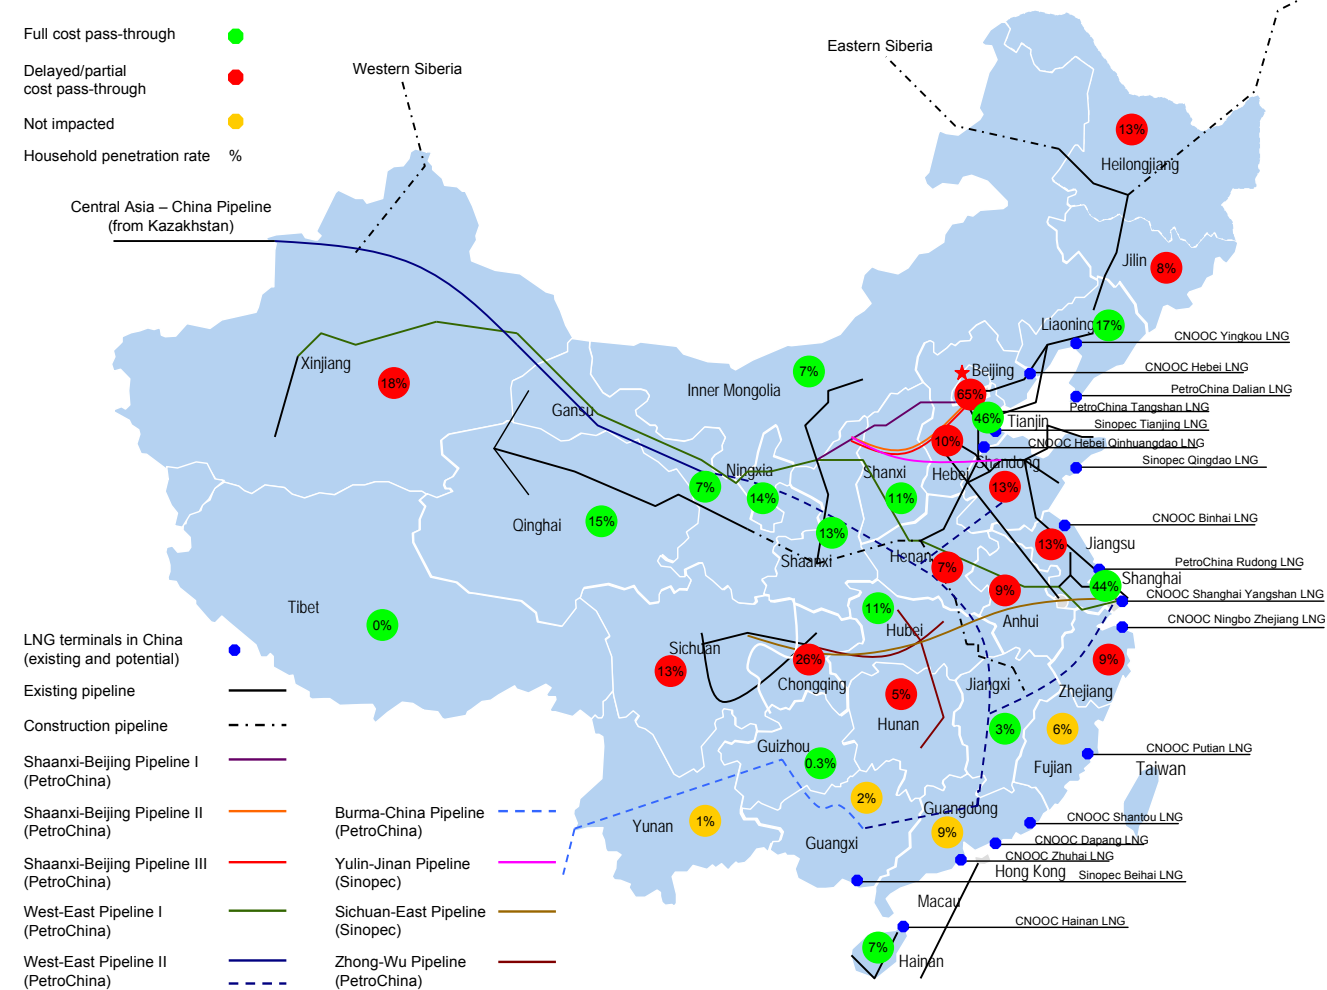 Full cost pass-through
Delayed/partial
cost pass-through
Not impacted
Household penetration rate %
Western Siberia
Eastern Siberia
Central Asia – China Pipeline
(from Kazakhstan)
13%
Heilongjiang
Jilin
8%
Liaoning
17%
CNOOC Yingkou LNG
Xinjiang
18%
7%
Inner Mongolia
Beijing
65%
CNOOC Hebei LNG
PetroChina Dalian LNG
Gansu
46%
Tianjin
PetroChina Tangshan LNG
Sinopec Tianjing LNG
10%
CNOOC Hebei Qinhuangdao LNG
Shandong
Hebei
Sinopec Qingdao LNG
Ningxia
Shanxi
7%
14%
11%
13%
Qinghai
15%
13%
Shaanxi
Henan
7%
13%
CNOOC Binhai LNG
Jiangsu
PetroChina Rudong LNG
Shanghai
44%
CNOOC Shanghai Yangshan LNG
9%
Anhui
CNOOC Ningbo Zhejiang LNG
Tibet
0%
11%
Hubei
Sichuan
13%
26%
Chongqing
5%
Hunan
Jiangxi
9%
Zhejiang
3%
6%
Fujian
CNOOC Putian LNG
Taiwan
Guizhou
0.3%
2%
Guangxi
Yunan
1%
Guangdong
9%
CNOOC Shantou LNG
CNOOC Dapang LNG
CNOOC Zhuhai LNG
Hong Kong
Sinopec Beihai LNG
Macau
CNOOC Hainan LNG
7%
Hainan
LNG terminals in China
(existing and potential)
Existing pipeline
Construction pipeline
Shaanxi-Beijing Pipeline I
(PetroChina)
Shaanxi-Beijing Pipeline II
(PetroChina)
Shaanxi-Beijing Pipeline III
(PetroChina)
West-East Pipeline I
(PetroChina)
West-East Pipeline II
(PetroChina)
Burma-China Pipeline
(PetroChina)
Yulin-Jinan Pipeline
(Sinopec)
Sichuan-East Pipeline
(Sinopec)
Zhong-Wu Pipeline
(PetroChina)